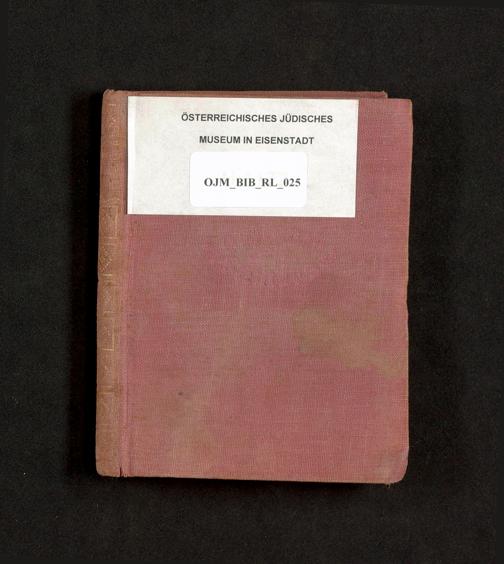 ÖSTERREICHISCHES JÜDISCHES
MUSEUM IN EISENSTADT
OJM_BIB_RL_025